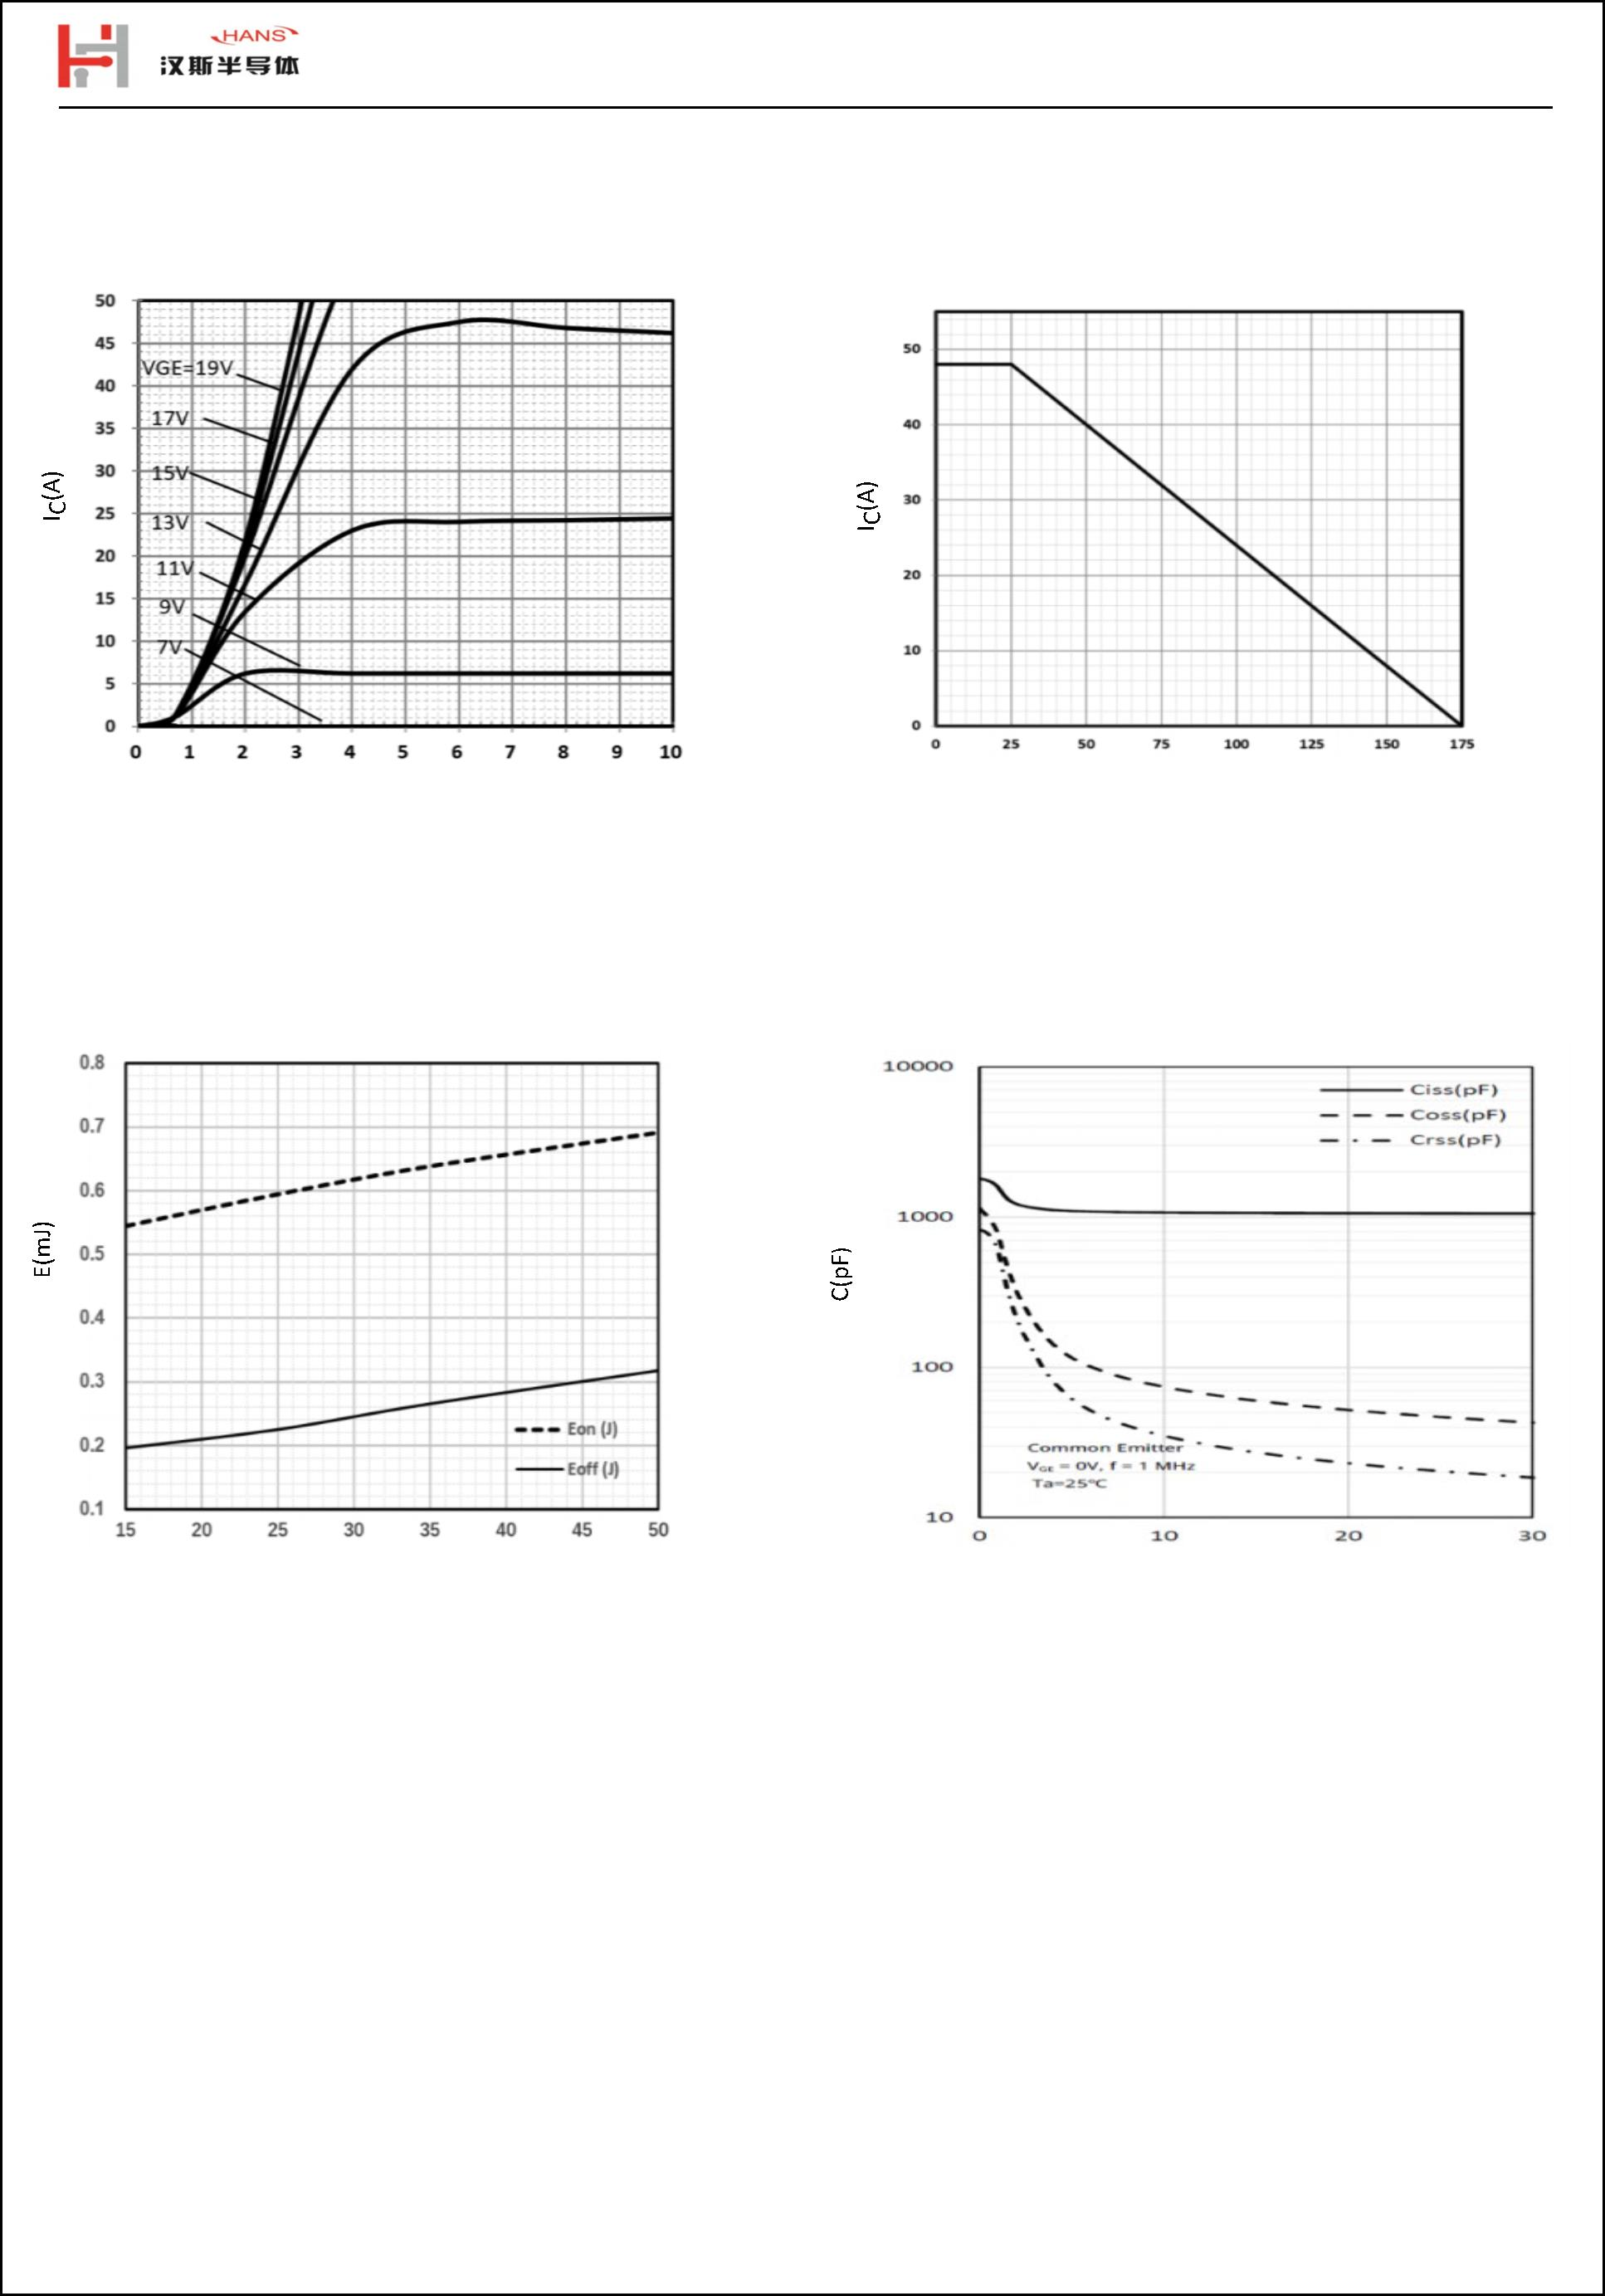 HANS
汉斯半导体
50
45
40
35
30
25
20
15
10
5
0
IC(A)
VGE=19V
17V
15V
13V
11V
9V
7V
0 1 2 3 4 5 6 7 8 9 10
50
40
30
20
10
0
IC(A)
0 25 50 75 100 125 150 175
0.8
0.7
0.6
0.5
0.4
0.3
0.2
0.1
E(mJ)
Eon (J)
Eoff (J)
15 20 25 30 35 40 45 50
10000
1000
100
10
C(pF)
Ciss(pF)
Coss(pF)
Crss(pF)
Common Emitter
VGE = 0V, f = 1 MHz
Ta=25℃
0 10 20 30